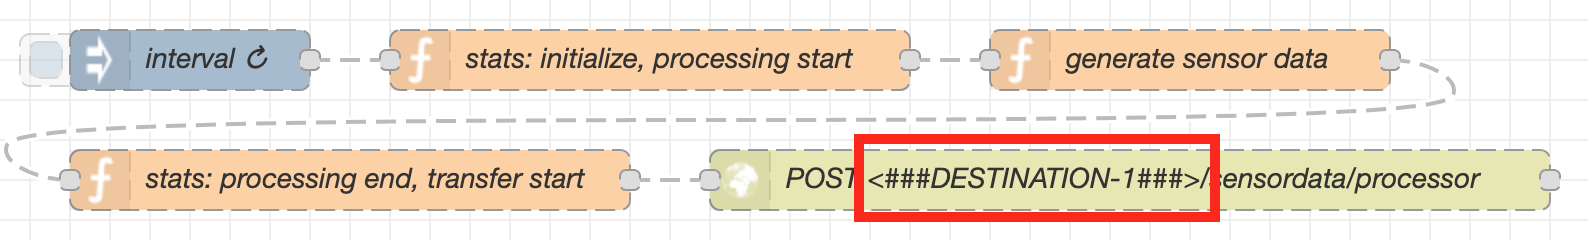 interval ↻
stats: initialize, processing start
generate sensor data
stats: processing end, transfer start
POST <###DESTINATION-1###>/sensordata/processor